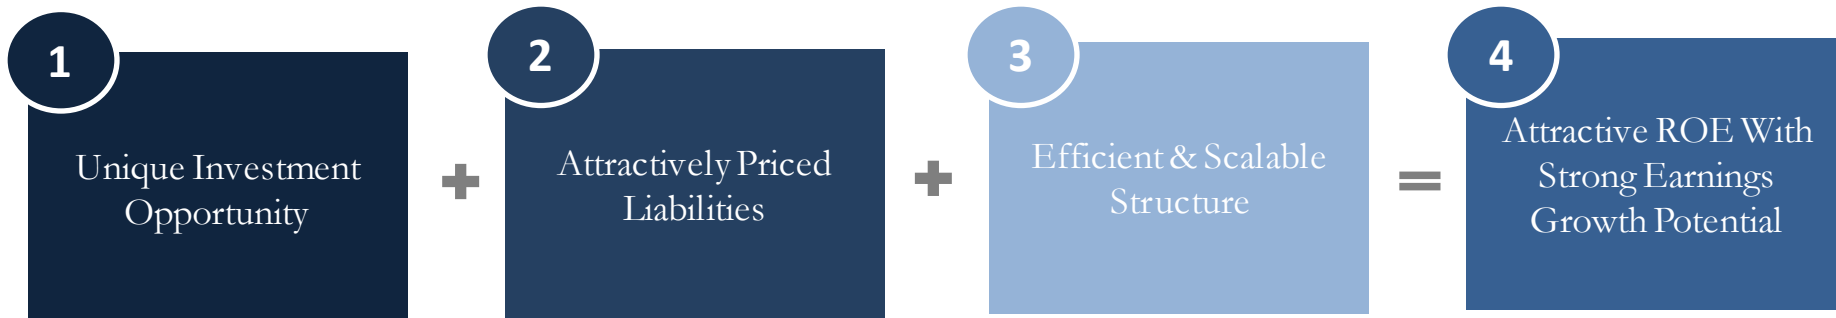 1
Unique Investment
Opportunity
+
2
Attractively Priced
Liabilities
+
3
Efficient & Scalable
Structure
=
4
Attractive ROE With
Strong Earnings
Growth Potential